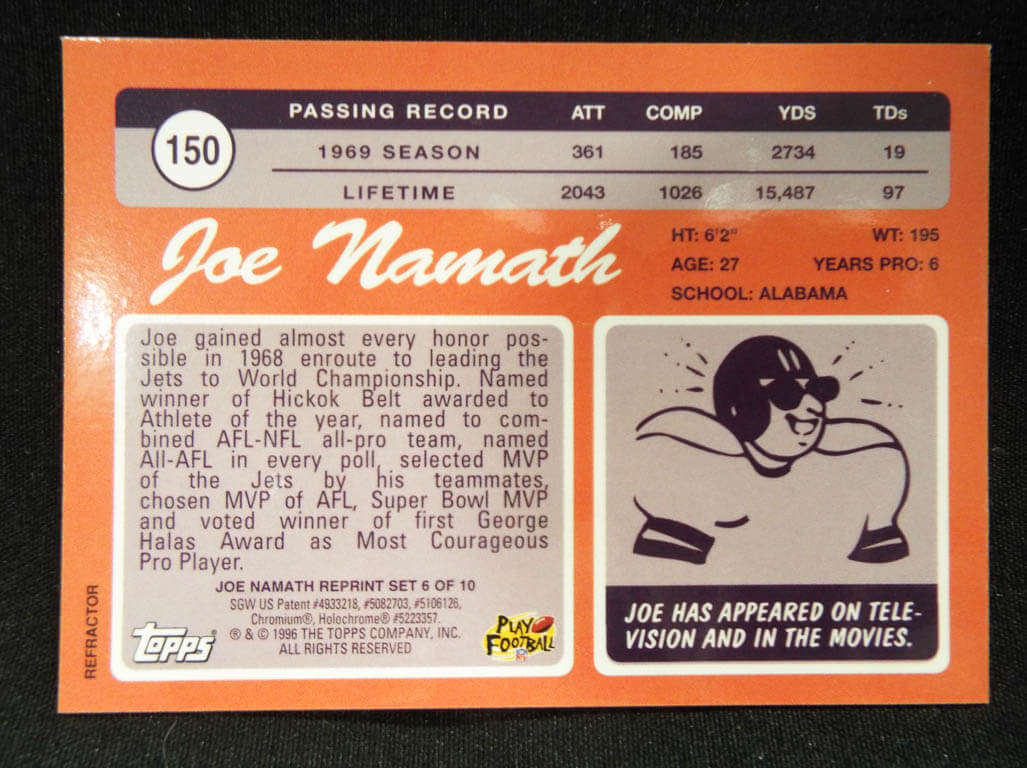 PASSING RECORD ATT COMP YDS TDs
150
1969 SEASON 361 185 2734 19
LIFETIME 2043 1026 15,487 97
Joe Namath
HT: 6'2" WT: 195
AGE: 27 YEARS PRO: 6
SCHOOL: ALABAMA
Joe gained almost every honor pos-
sible in 1968 enroute to leading the
Jets to World Championship. Named
winner of Hickok Belt awarded to
Athlete of the year, named to com-
bined AFL-NFL all-pro team, named
All-AFL in every poll, selected MVP
of the Jets by his teammates,
chosen MVP of AFL, Super Bowl MVP
and voted winner of first George
Halas Award as Most Courageous
Pro Player.
JOE NAMATH REPRINT SET 6 OF 10
SGW US Patent #4933218, #5082703, #5106126,
Chromium®, Holochrome® #5223357.
® & © 1996 THE TOPPS COMPANY, INC.
ALL RIGHTS RESERVED
TOPPS®
PLAY
FOOTBALL
NFL
JOE HAS APPEARED ON TELE-
VISION AND IN THE MOVIES.
REFRACTOR